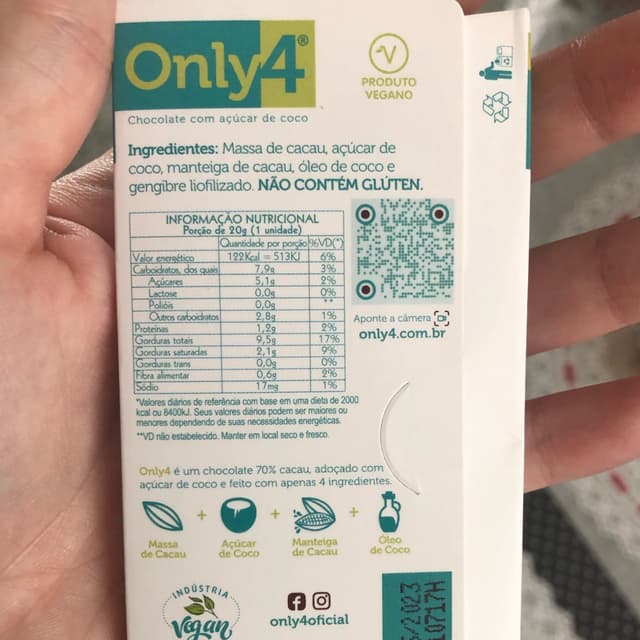 Only4®
PRODUTO
VEGANO
Chocolate com açúcar de coco
Ingredientes: Massa de cacau, açúcar de
coco, manteiga de cacau, óleo de coco e
gengibre liofilizado. NÃO CONTÉM GLÚTEN.
INFORMAÇÃO NUTRICIONAL
Porção de 20g (1 unidade)
Quantidade por porção %VD(*)
Valor energético 122Kcal = 513KJ 6%
Carboidratos, dos quais 7,9g 3%
Açúcares 5,1g 2%
Lactose 0,0g 0%
Polióis 0,0g **
Outros carboidratos 2,8g 1%
Proteínas 1,2g 2%
Gorduras totais 9,5g 17%
Gorduras saturadas 2,1g 9%
Gorduras trans 0,0g 0%
Fibra alimentar 0,6g 2%
Sódio 17mg 1%
*Valores diários de referência com base em uma dieta de 2000
kcal ou 8400kJ. Seus valores diários podem ser maiores ou
menores dependendo de suas necessidades energéticas.
**VD não estabelecido. Manter em local seco e fresco.
Aponte a câmera
only4.com.br
Only4 é um chocolate 70% cacau, adoçado com
açúcar de coco e feito com apenas 4 ingredientes.
+ + +
Massa
de Cacau
Açúcar
de Coco
Manteiga
de Cacau
Óleo
de Coco
INDÚSTRIA
Vegan
only4oficial
/2023
0717H